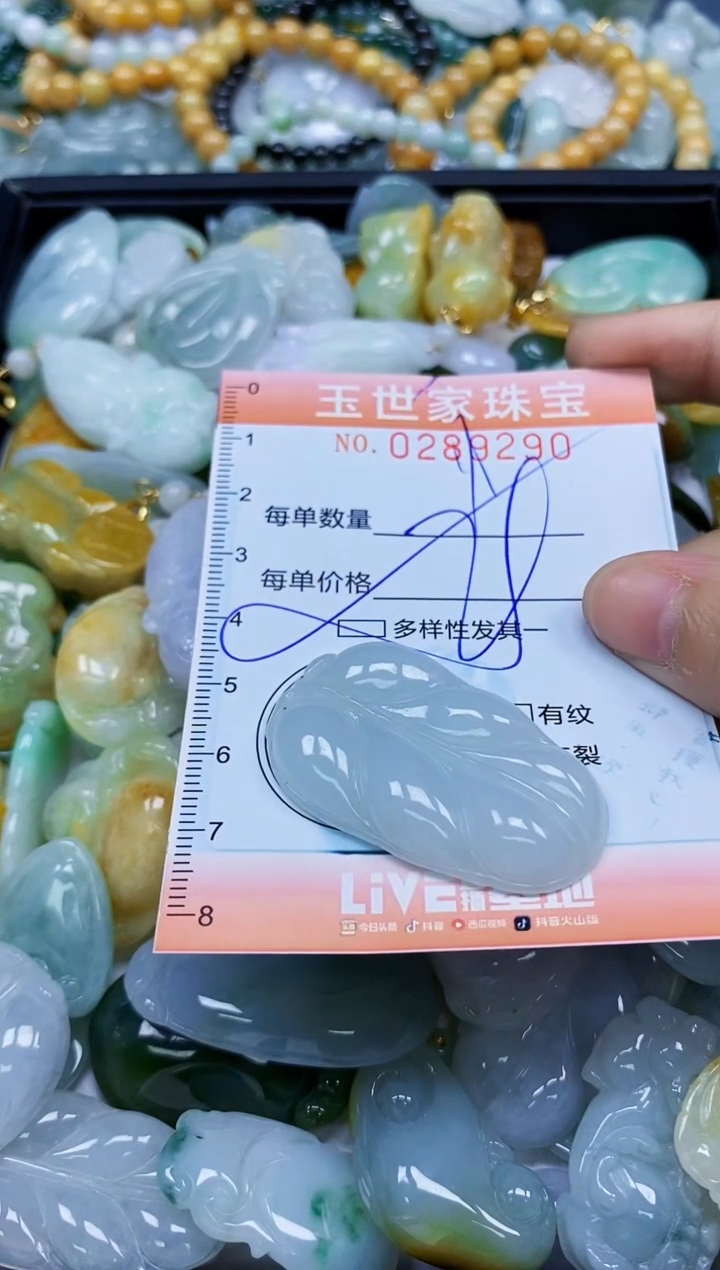 0
玉世家珠宝
1
NO. 0289290
2
每单数量
3
每单价格
4
多样性发其一
5
有纹
6
裂
7
LIVE
8
今日头条 抖音 西瓜视频 抖音火山版